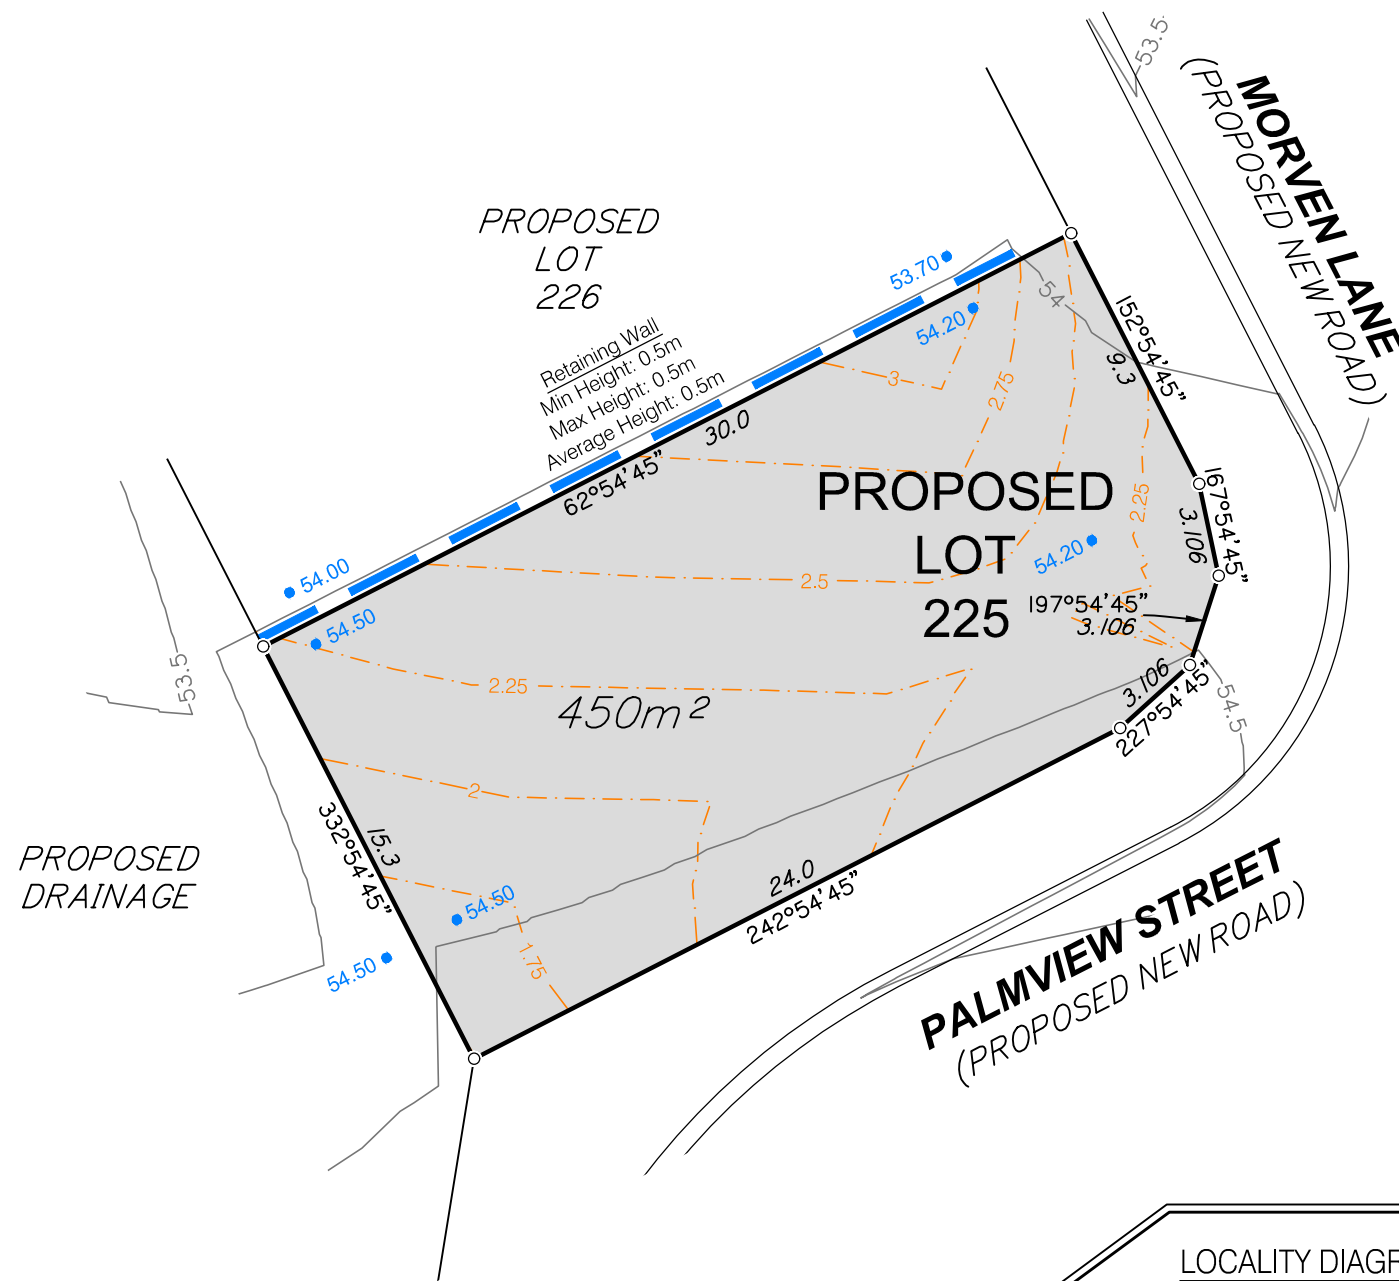 53.5
MORVEN LANE
(PROPOSED NEW ROAD)
PROPOSED
LOT
226
53.70
54.20
54
152°54'45"
9.3
Retaining Wall
Min Height: 0.5m
Max Height: 0.5m
Average Height: 0.5m
3
2.75
30.0
62°54'45"
PROPOSED
LOT
225
2.25
167°54'45"
3.106
54.20
54.00
54.50
2.5
197°54'45"
3.106
53.5
2.25
450m²
3.106
227°54'45"
54.5
2
332°54'45"
15.3
PROPOSED
DRAINAGE
24.0
242°54'45"
54.50
54.50
1.75
PALMVIEW STREET
(PROPOSED NEW ROAD)
LOCALITY DIAGR